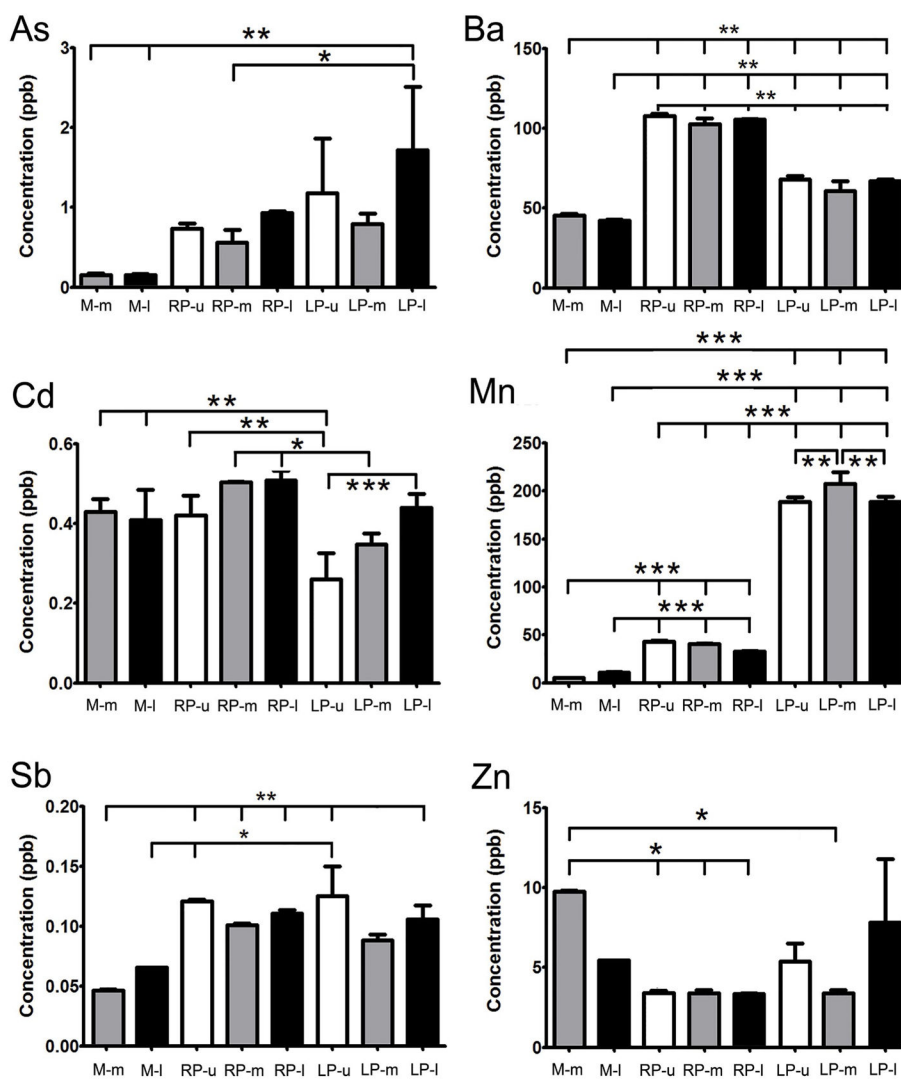 As
Concentration (ppb)
3
2
1
0
**
*
M-m M-l RP-u RP-m RP-l LP-u LP-m LP-l
Ba
Concentration (ppb)
150
100
50
0
**
**
**
M-m M-l RP-u RP-m RP-l LP-u LP-m LP-l
Cd
Concentration (ppb)
0.6
0.4
0.2
0.0
**
**
*
***
M-m M-l RP-u RP-m RP-l LP-u LP-m LP-l
Mn
Concentration (ppb)
250
200
150
100
50
0
***
***
***
** **
***
***
M-m M-l RP-u RP-m RP-l LP-u LP-m LP-l
Sb
Concentration (ppb)
0.20
0.15
0.10
0.05
0.00
**
*
M-m M-l RP-u RP-m RP-l LP-u LP-m LP-l
Zn
Concentration (ppb)
15
10
5
0
*
*
M-m M-l RP-u RP-m RP-l LP-u LP-m LP-l